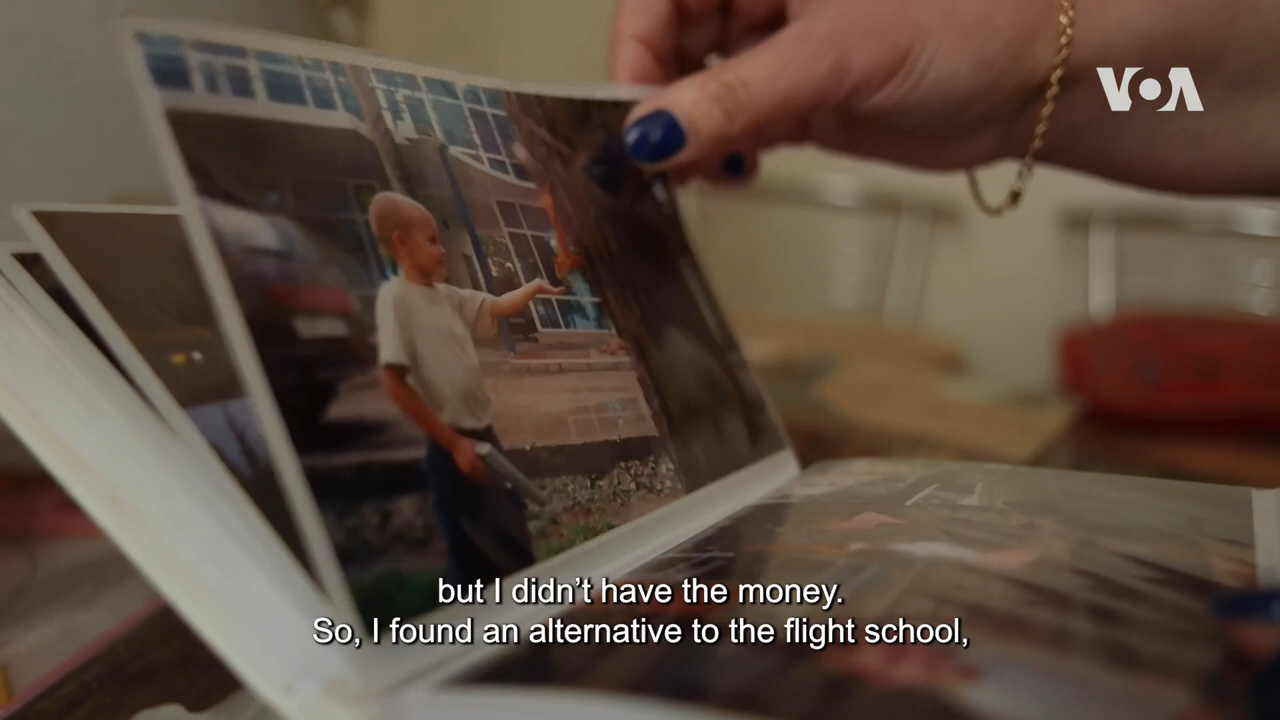 VOA
but I didn't have the money.
So, I found an alternative to the flight school,